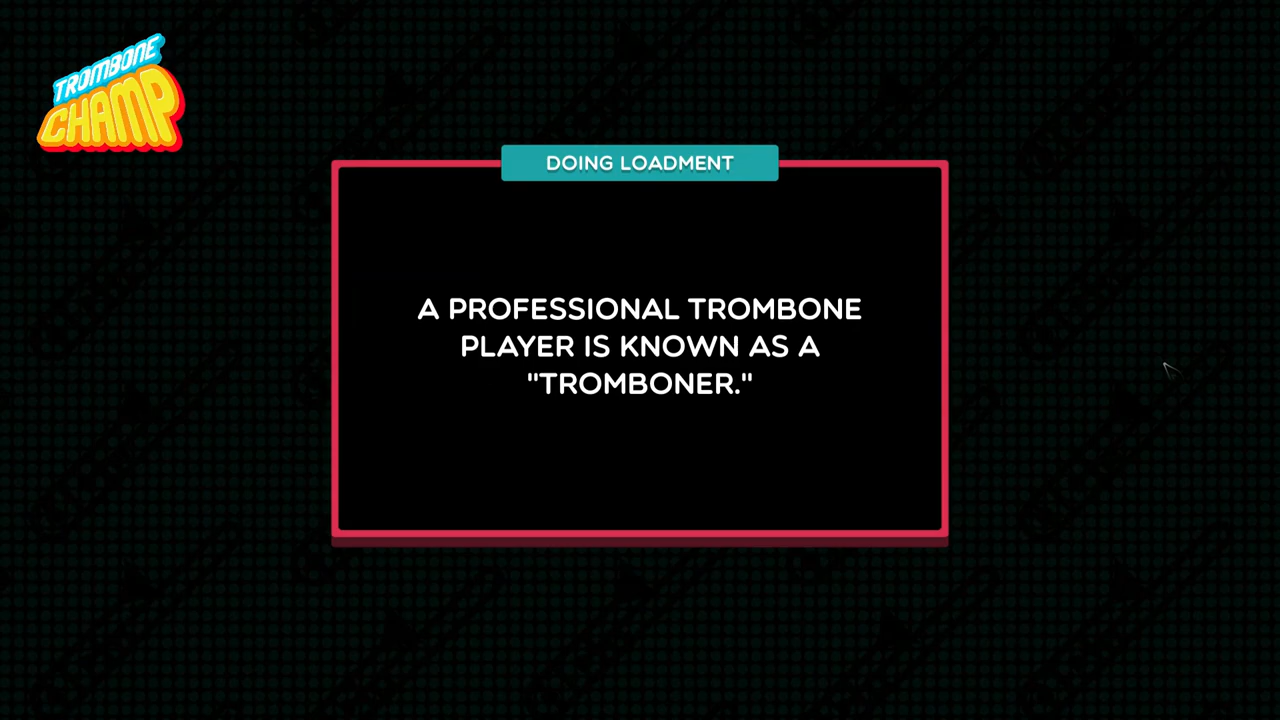 TROMBONE
CHAMP
DOING LOADMENT
A PROFESSIONAL TROMBONE
PLAYER IS KNOWN AS A
"TROMBONER."